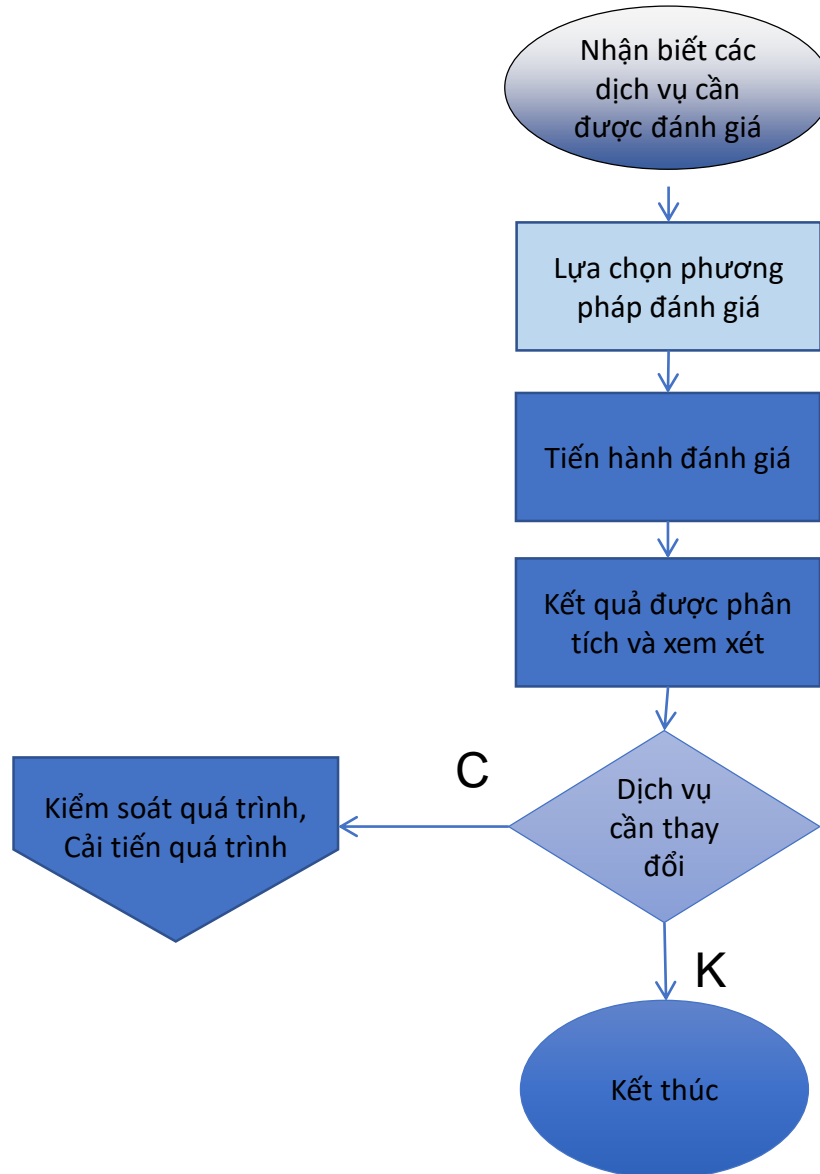 Nhận biết các
dịch vụ cần
được đánh giá
Lựa chọn phương
pháp đánh giá
Tiến hành đánh giá
Kết quả được phân
tích và xem xét
Dịch vụ
cần thay
đổi
C
Kiểm soát quá trình,
Cải tiến quá trình
K
Kết thúc